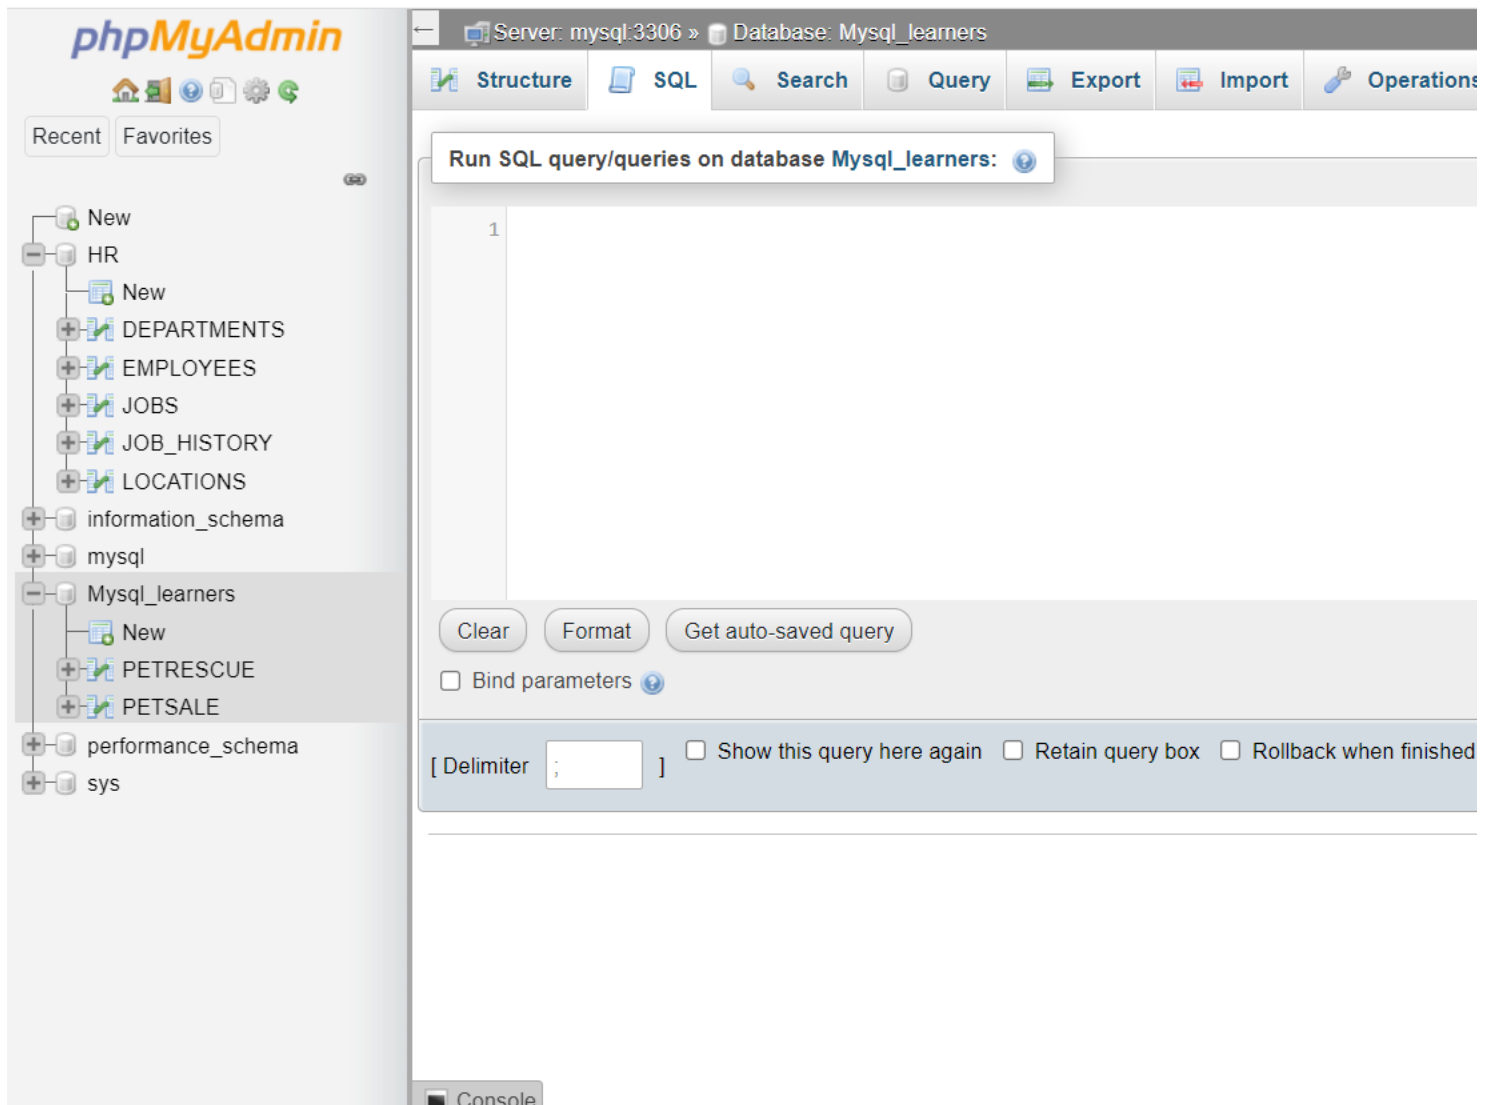 phpMyAdmin
Recent Favorites
New
HR
New
DEPARTMENTS
EMPLOYEES
JOBS
JOB_HISTORY
LOCATIONS
information_schema
mysql
Mysql_learners
New
PETRESCUE
PETSALE
performance_schema
sys
← Server: mysql:3306 » Database: Mysql_learners
Structure SQL Search Query Export Import Operations
Run SQL query/queries on database Mysql_learners:
1
Clear Format Get auto-saved query
Bind parameters
[ Delimiter ; ] Show this query here again Retain query box Rollback when finished
Console